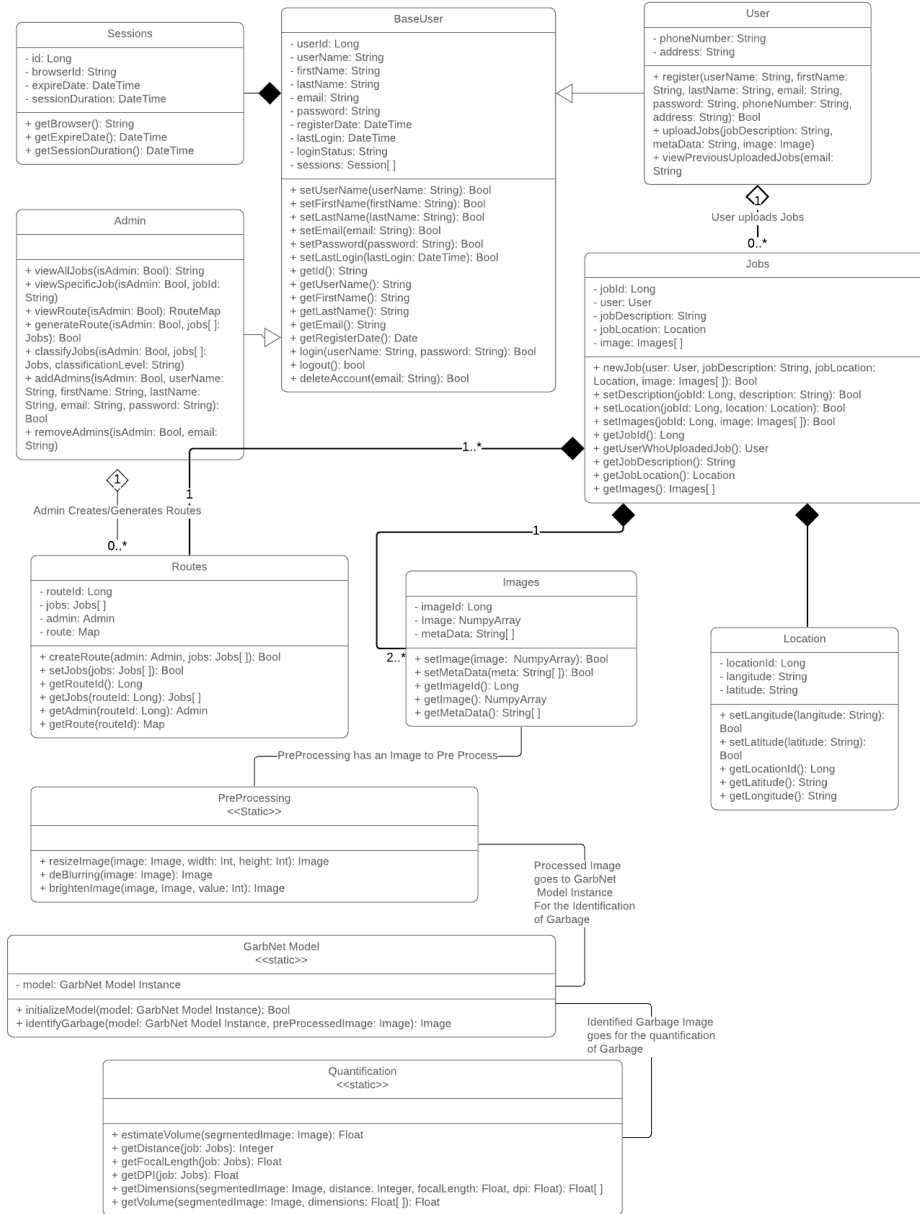 Sessions
- id: Long
- browserId: String
- expireDate: DateTime
- sessionDuration: DateTime
+ getBrowser(): String
+ getExpireDate(): DateTime
+ getSessionDuration(): DateTime
BaseUser
- userId: Long
- userName: String
- firstName: String
- lastName: String
- email: String
- password: String
- registerDate: DateTime
- lastLogin: DateTime
- loginStatus: String
- sessions: Session[ ]
+ setUserName(userName: String): Bool
+ setFirstName(firstName: String): Bool
+ setLastName(lastName: String): Bool
+ setEmail(email: String): Bool
+ setPassword(password: String): Bool
+ setLastLogin(lastLogin: DateTime): Bool
+ getId(): String
+ getUserName(): String
+ getFirstName(): String
+ getLastName(): String
+ getEmail(): String
+ getRegisterDate(): Date
+ login(userName: String, password: String): Bool
+ logout(): bool
+ deleteAccount(email: String): Bool
User
- phoneNumber: String
- address: String
+ register(userName: String, firstName:
String, lastName: String, email: String,
password: String, phoneNumber: String,
address: String): Bool
+ uploadJobs(jobDescription: String,
metaData: String, image: Image)
+ viewPreviousUploadedJobs(email:
String
1
User uploads Jobs
0..*
Admin
+ viewAllJobs(isAdmin: Bool): String
+ viewSpecificJob(isAdmin: Bool, jobId:
String)
+ viewRoute(isAdmin: Bool): RouteMap
+ generateRoute(isAdmin: Bool, jobs[ ]:
Jobs): Bool
+ classifyJobs(isAdmin: Bool, jobs[ ]:
Jobs, classificationLevel: String)
+ addAdmins(isAdmin: Bool, userName:
String, firstName: String, lastName:
String, email: String, password: String):
Bool
+ removeAdmins(isAdmin: Bool, email:
String)
Jobs
- jobId: Long
- user: User
- jobDescription: String
- jobLocation: Location
- image: Images[ ]
+ newJob(user: User, jobDescription: String, jobLocation:
Location, image: Images[ ]): Bool
+ setDescription(jobId: Long, description: String): Bool
+ setLocation(jobId: Long, location: Location): Bool
+ setImages(jobId: Long, image: Images[ ]): Bool
+ getJobId(): Long
+ getUserWhoUploadedJob(): User
+ getJobDescription(): String
+ getJobLocation(): Location
+ getImages(): Images[ ]
1..*
1
1
Admin Creates/Generates Routes
0..*
1
2..*
Routes
- routeId: Long
- jobs: Jobs[ ]
- admin: Admin
- route: Map
+ createRoute(admin: Admin, jobs: Jobs[ ]): Bool
+ setJobs(jobs: Jobs[ ]): Bool
+ getRouteId(): Long
+ getJobs(routeId: Long): Jobs[ ]
+ getAdmin(routeId: Long): Admin
+ getRoute(routeId): Map
Images
- imageId: Long
- Image: NumpyArray
- metaData: String[ ]
+ setImage(image:  NumpyArray): Bool
+ setMetaData(meta: String[ ]): Bool
+ getImageId(): Long
+ getImage(): NumpyArray
+ getMetaData(): String[ ]
Location
- locationId: Long
- langitude: String
- latitude: String
+ setLangitude(langitude: String):
Bool
+ setLatitude(latitude: String):
Bool
+ getLocationId(): Long
+ getLatitude(): String
+ getLongitude(): String
PreProcessing has an Image to Pre Process
PreProcessing
<<Static>>
+ resizeImage(image: Image, width: Int, height: Int): Image
+ deBlurring(image: Image): Image
+ brightenImage(image, Image, value: Int): Image
Processed Image
goes to GarbNet
Model Instance
For the Identification
of Garbage
GarbNet Model
<<static>>
- model: GarbNet Model Instance
+ initializeModel(model: GarbNet Model Instance): Bool
+ identifyGarbage(model: GarbNet Model Instance, preProcessedImage: Image): Image
Identified Garbage Image
goes for the quantification
of Garbage
Quantification
<<static>>
+ estimateVolume(segmentedImage: Image): Float
+ getDistance(job: Jobs): Integer
+ getFocalLength(job: Jobs): Float
+ getDPI(job: Jobs): Float
+ getDimensions(segmentedImage: Image, distance: Integer, focalLength: Float, dpi: Float): Float[ ]
+ getVolume(segmentedImage: Image, dimensions: Float[ ]): Float